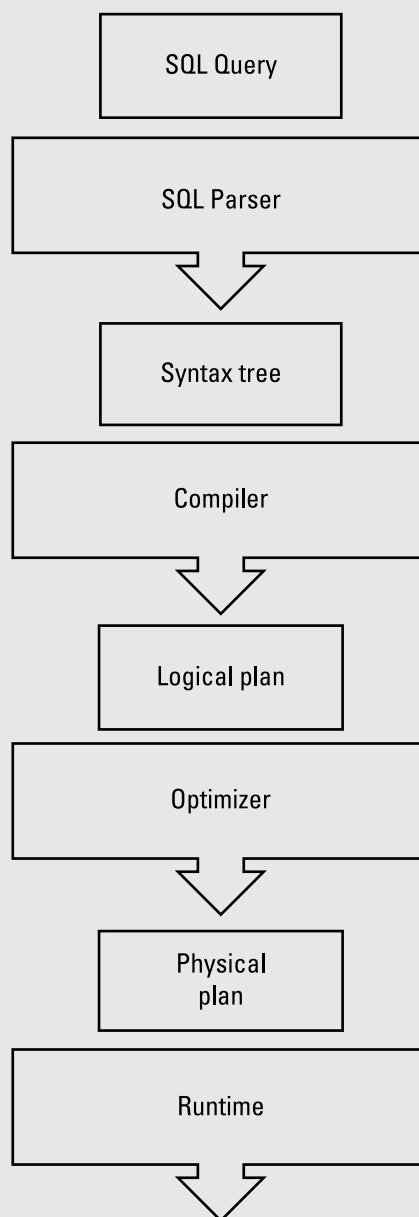 SQL Query
SQL Parser
Syntax tree
Compiler
Logical plan
Optimizer
Physical
plan
Runtime